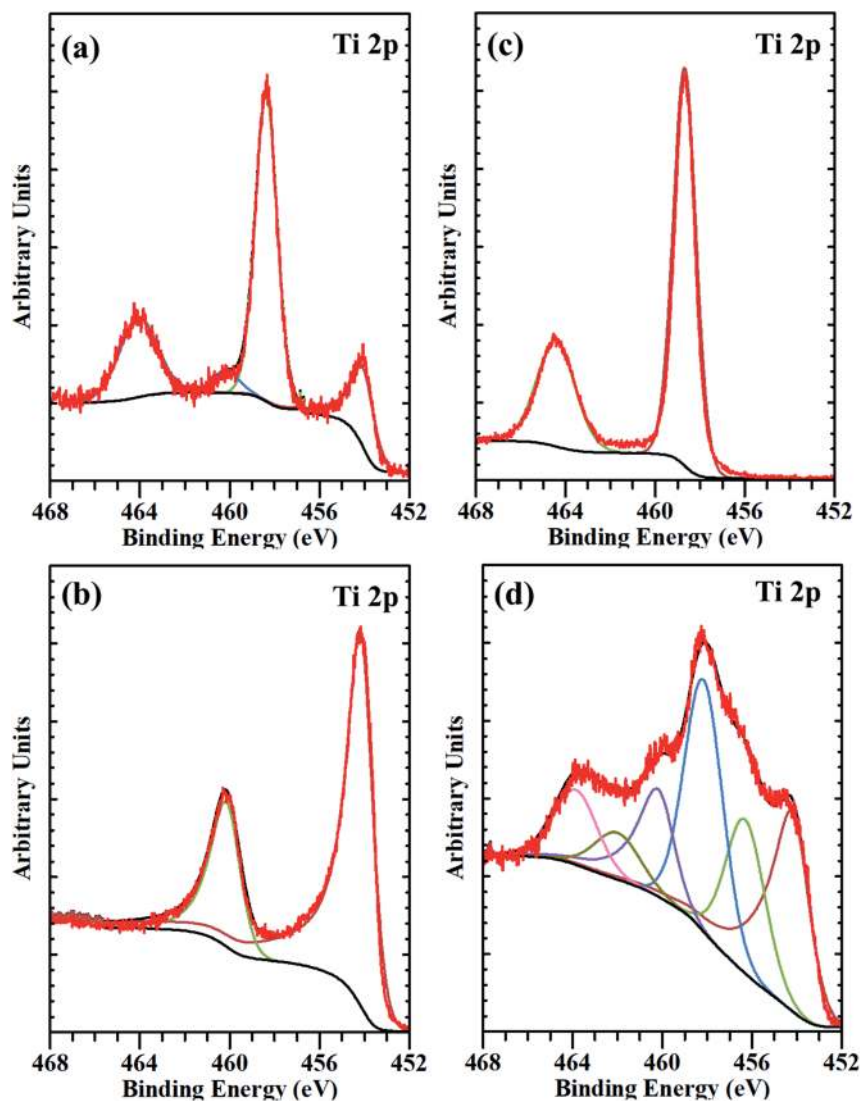 (a) Ti 2p
Arbitrary Units
468 464 460 456 452
Binding Energy (eV)
(c) Ti 2p
Arbitrary Units
468 464 460 456 452
Binding Energy (eV)
(b) Ti 2p
Arbitrary Units
468 464 460 456 452
Binding Energy (eV)
(d) Ti 2p
Arbitrary Units
468 464 460 456 452
Binding Energy (eV)